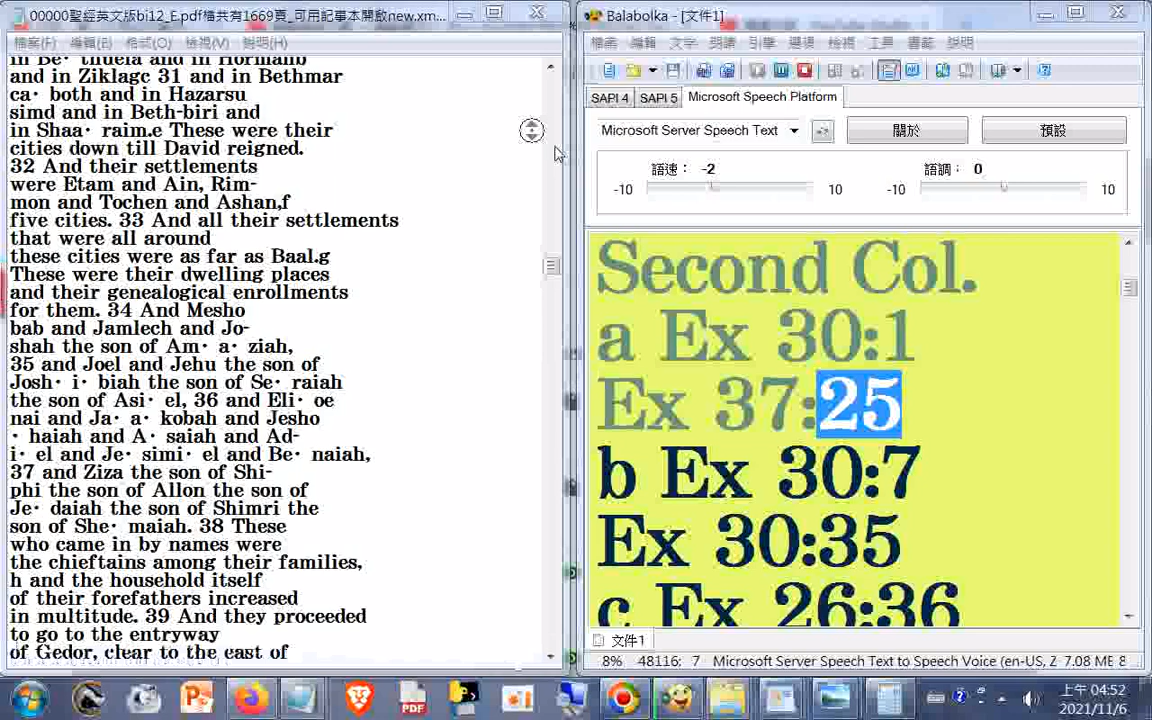 00000聖經英文版bi12_E.pdf檔共有1669頁_可用記事本開啟new.xm...
檔案(F) 編輯(E) 格式(O) 檢視(V) 說明(H)
in Be· thuela and in Hormahb
and in Ziklagc 31 and in Bethmar
ca· both and in Hazarsu
simd and in Beth-biri and
in Shaa· raim.e These were their
cities down till David reigned.
32 And their settlements
were Etam and Ain, Rim-
mon and Tochen and Ashan,f
five cities. 33 And all their settlements
that were all around
these cities were as far as Baal.g
These were their dwelling places
and their genealogical enrollments
for them. 34 And Mesho
bab and Jamlech and Jo-
shah the son of Am· a· ziah,
35 and Joel and Jehu the son of
Josh· i· biah the son of Se· raiah
the son of Asi· el, 36 and Eli· oe
nai and Ja· a· kobah and Jesho
· haiah and A· saiah and Ad-
i· el and Je· simi· el and Be· naiah,
37 and Ziza the son of Shi-
phi the son of Allon the son of
Je· daiah the son of Shimri the
son of She· maiah. 38 These
who came in by names were
the chieftains among their families,
h and the household itself
of their forefathers increased
in multitude. 39 And they proceeded
to go to the entryway
of Gedor, clear to the east of
Balabolka - [文件1]
檔案 編輯 文字 朗讀 引擎 選項 檢視 工具 書籤 說明
SAPI 4 SAPI 5 Microsoft Speech Platform
Microsoft Server Speech Text 關於 預設
語速： -2 語調： 0
-10 10 -10 10
Second Col.
a Ex 30:1
Ex 37:25
b Ex 30:7
Ex 30:35
c Ex 26:36
文件1
8% 48116: 7 Microsoft Server Speech Text to Speech Voice (en-US, Z 7.08 MB 8
PDF
上午 04:52
2021/11/6